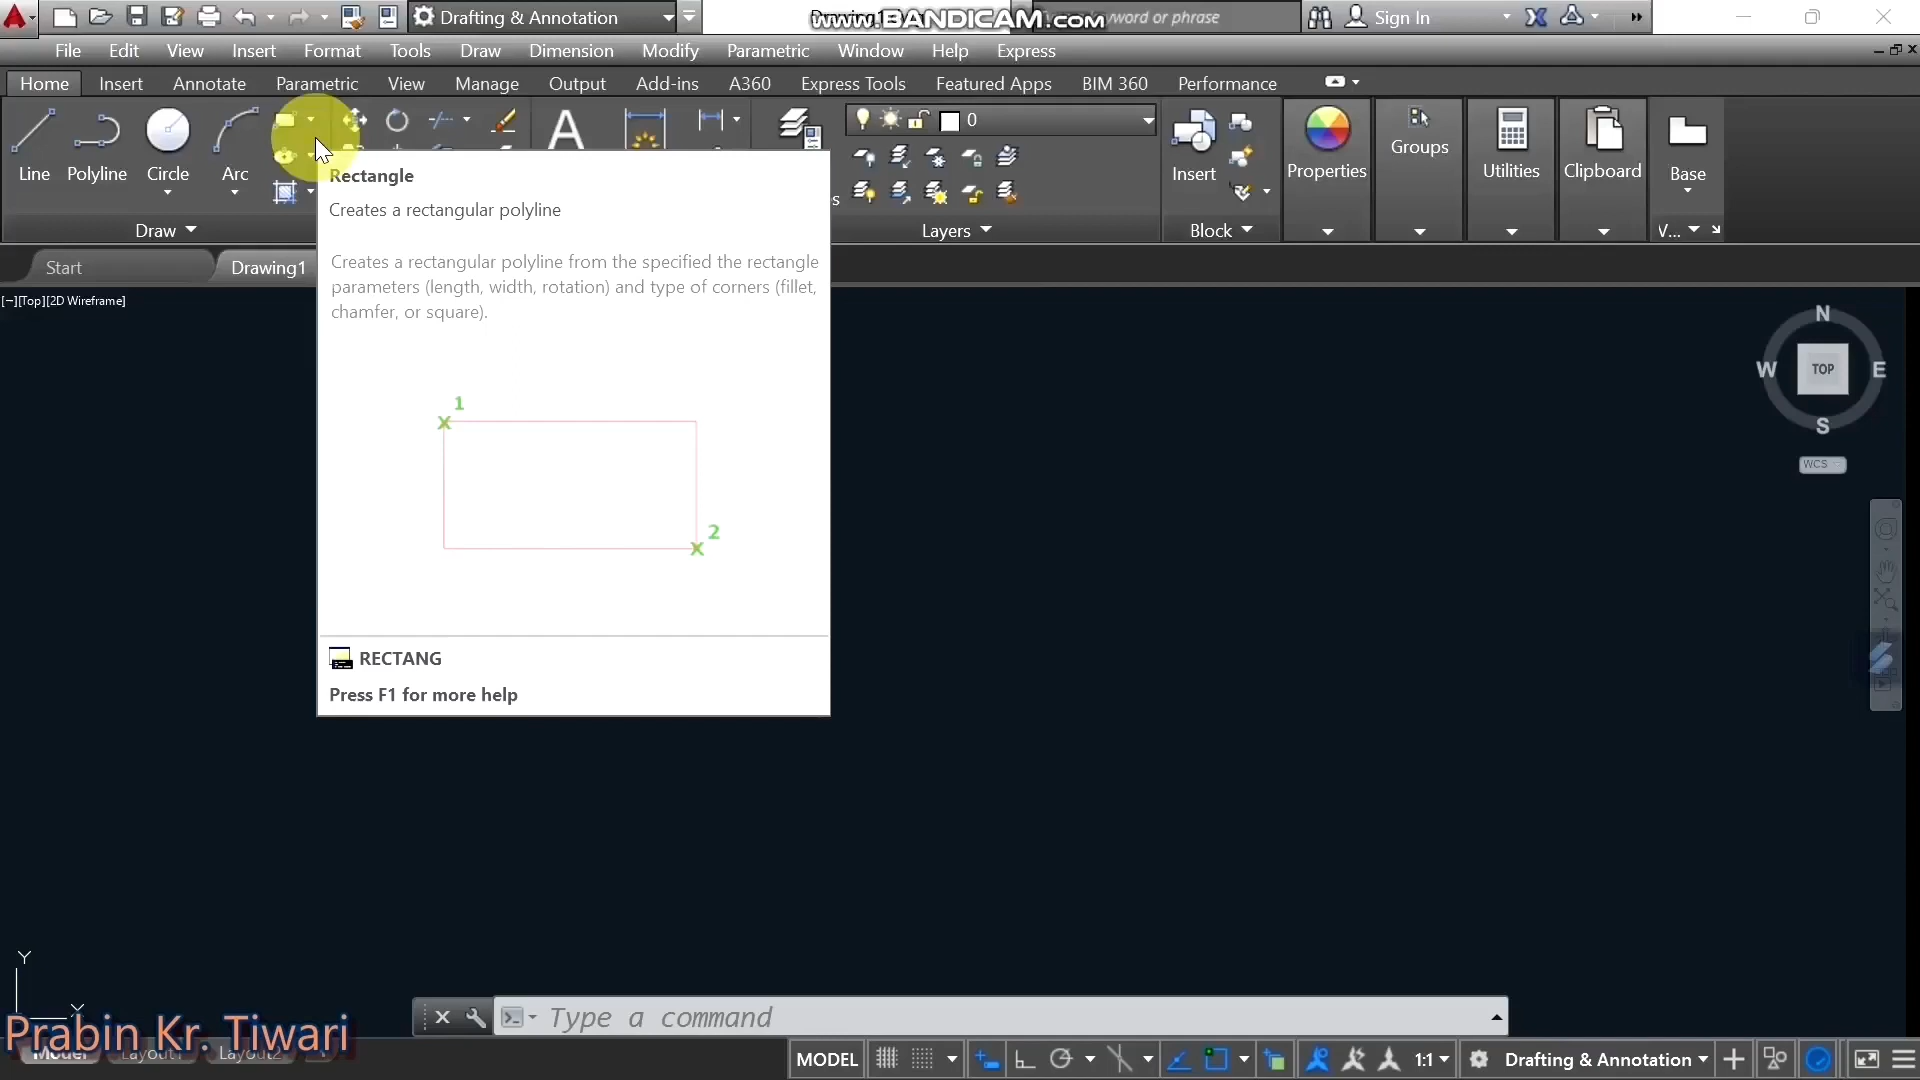 Drafting & Annotation
www.BANDICAM.com
word or phrase
Sign In
File Edit View Insert Format Tools Draw Dimension Modify Parametric Window Help Express
Home Insert Annotate Parametric View Manage Output Add-ins A360 Express Tools Featured Apps BIM 360 Performance
0
Line Polyline Circle Arc
Insert
Properties
Groups
Utilities
Clipboard
Base
Draw
Layers
Block
V...
Start
Drawing1
[−][Top][2D Wireframe]
Rectangle
Creates a rectangular polyline
Creates a rectangular polyline from the specified the rectangle
parameters (length, width, rotation) and type of corners (fillet,
chamfer, or square).
1
2
RECTANG
Press F1 for more help
N
W TOP E
S
WCS
Y
X
Type a command
Prabin Kr. Tiwari
Model Layout1 Layout2
MODEL
1:1
Drafting & Annotation